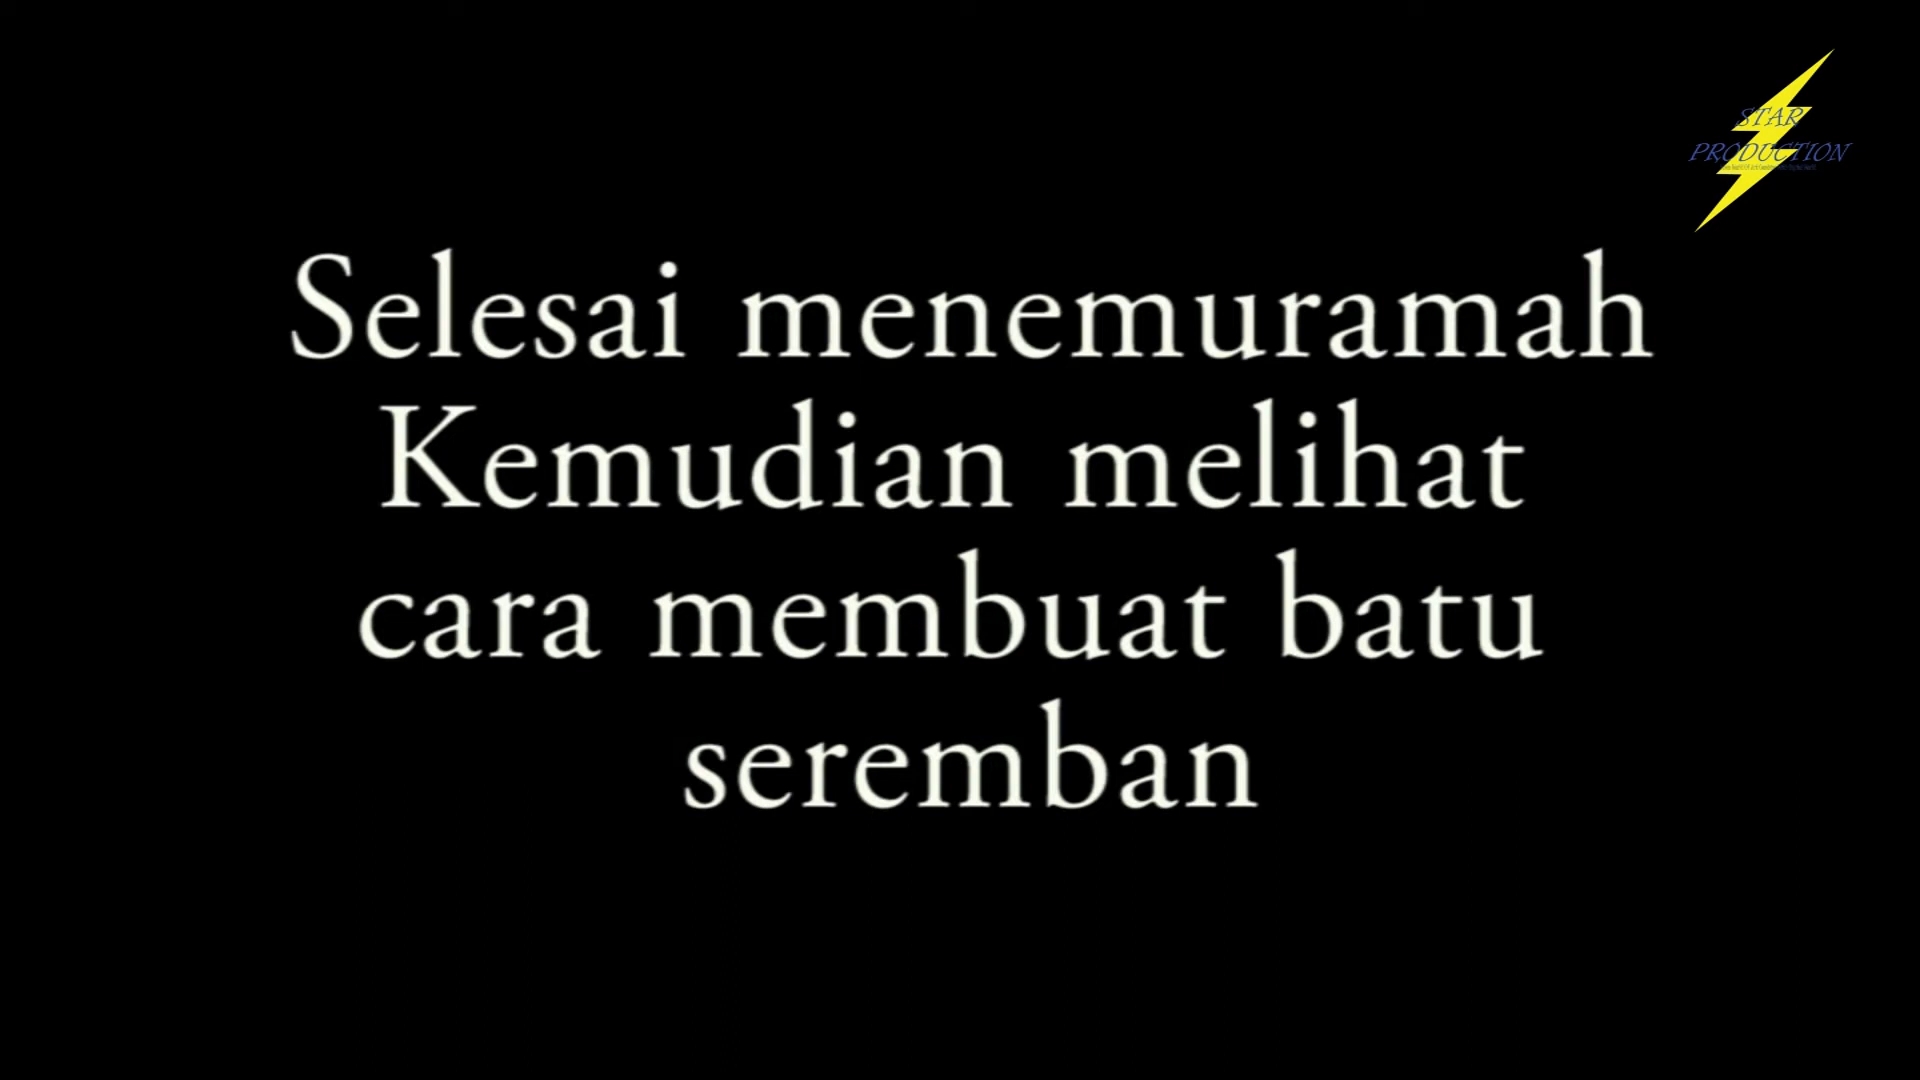 STAR
PRODUCTION
Selesai menemuramah
Kemudian melihat
cara membuat batu
seremban